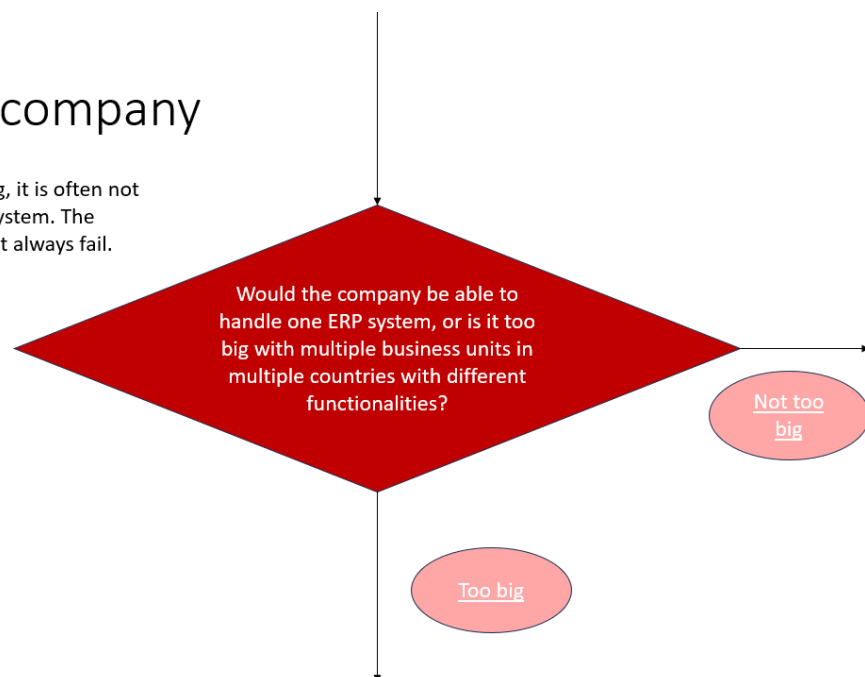 company
g, it is often not
ystem. The
t always fail.
Would the company be able to
handle one ERP system, or is it too
big with multiple business units in
multiple countries with different
functionalities?
Not too
big
Too big